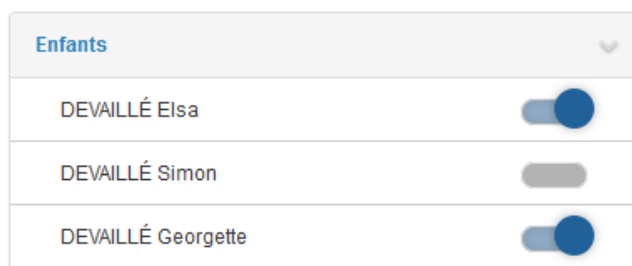 Enfants
DEVAILLÉ Elsa
DEVAILLÉ Simon
DEVAILLÉ Georgette